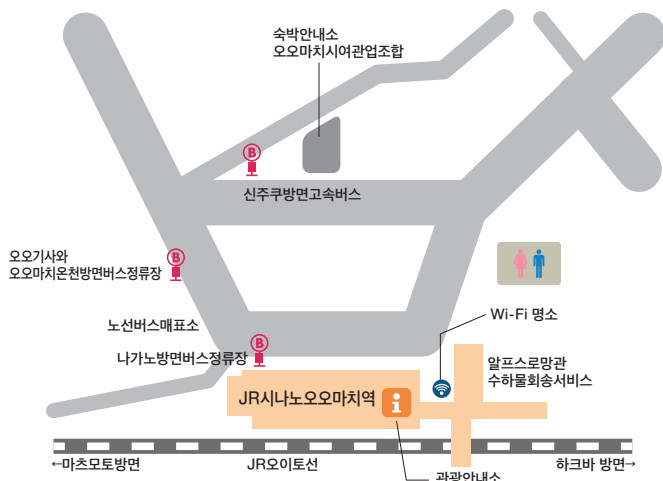 숙박안내소
오오마치시여관업조합
B
신주쿠방면고속버스
오오기사와
오오마치온천방면버스정류장
B
Wi-Fi 명소
노선버스매표소
B
나가노방면버스정류장
알프스로망관
수하물회송서비스
JR시나노오오마치역
i
←마츠모토방면
JR오이토선
하크바 방면→
관광안내소